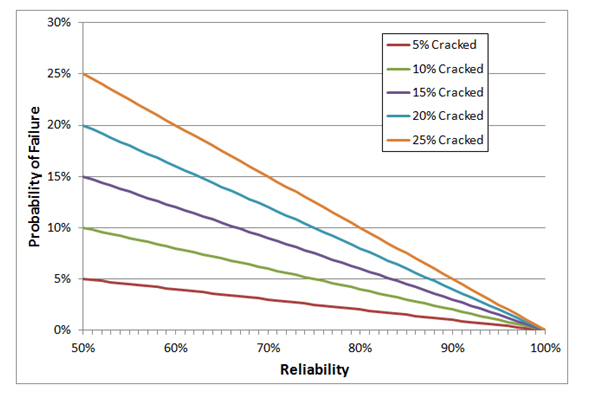 30%
25%
20%
15%
10%
5%
0%
Probability of Failure
5% Cracked
10% Cracked
15% Cracked
20% Cracked
25% Cracked
50% 60% 70% 80% 90% 100%
Reliability